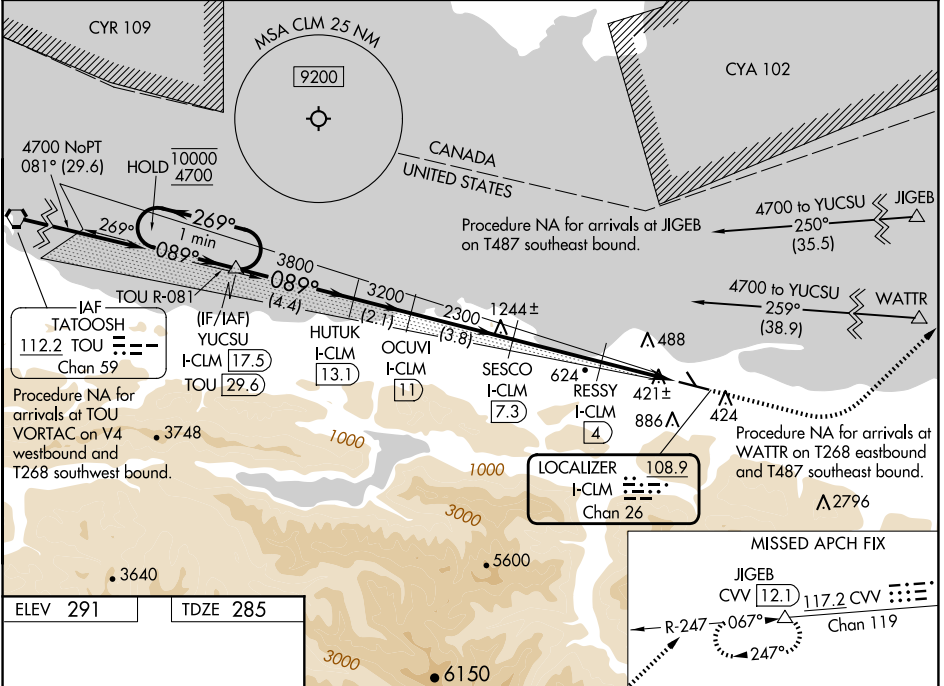 CYR 109
MSA CLM 25 NM
9200
CYA 102
CANADA
UNITED STATES
4700 NoPT
081° (29.6)
HOLD
10000
4700
269°
269°
1 min
089°
089°
3800
(4.4)
3200
(2.1)
2300
(3.8)
1244±
Procedure NA for arrivals at JIGEB
on T487 southeast bound.
4700 to YUCSU
250°
(35.5)
JIGEB
4700 to YUCSU
259°
(38.9)
WATTR
IAF
TATOOSH
112.2 TOU
Chan 59
TOU R-081
(IF/IAF)
YUCSU
I-CLM 17.5
TOU 29.6
HUTUK
I-CLM
13.1
OCUVI
I-CLM
11
SESCO
I-CLM
7.3
624
RESSY
I-CLM
4
488
421±
886
424
Procedure NA for
arrivals at TOU
VORTAC on V4
westbound and
T268 southwest bound.
3748
1000
1000
3000
LOCALIZER 108.9
I-CLM
Chan 26
Procedure NA for arrivals at
WATTR on T268 eastbound
and T487 southeast bound.
2796
3640
5600
3000
6150
ELEV 291
TDZE 285
MISSED APCH FIX
JIGEB
CVV 12.1
117.2 CVV
Chan 119
R-247
067°
247°